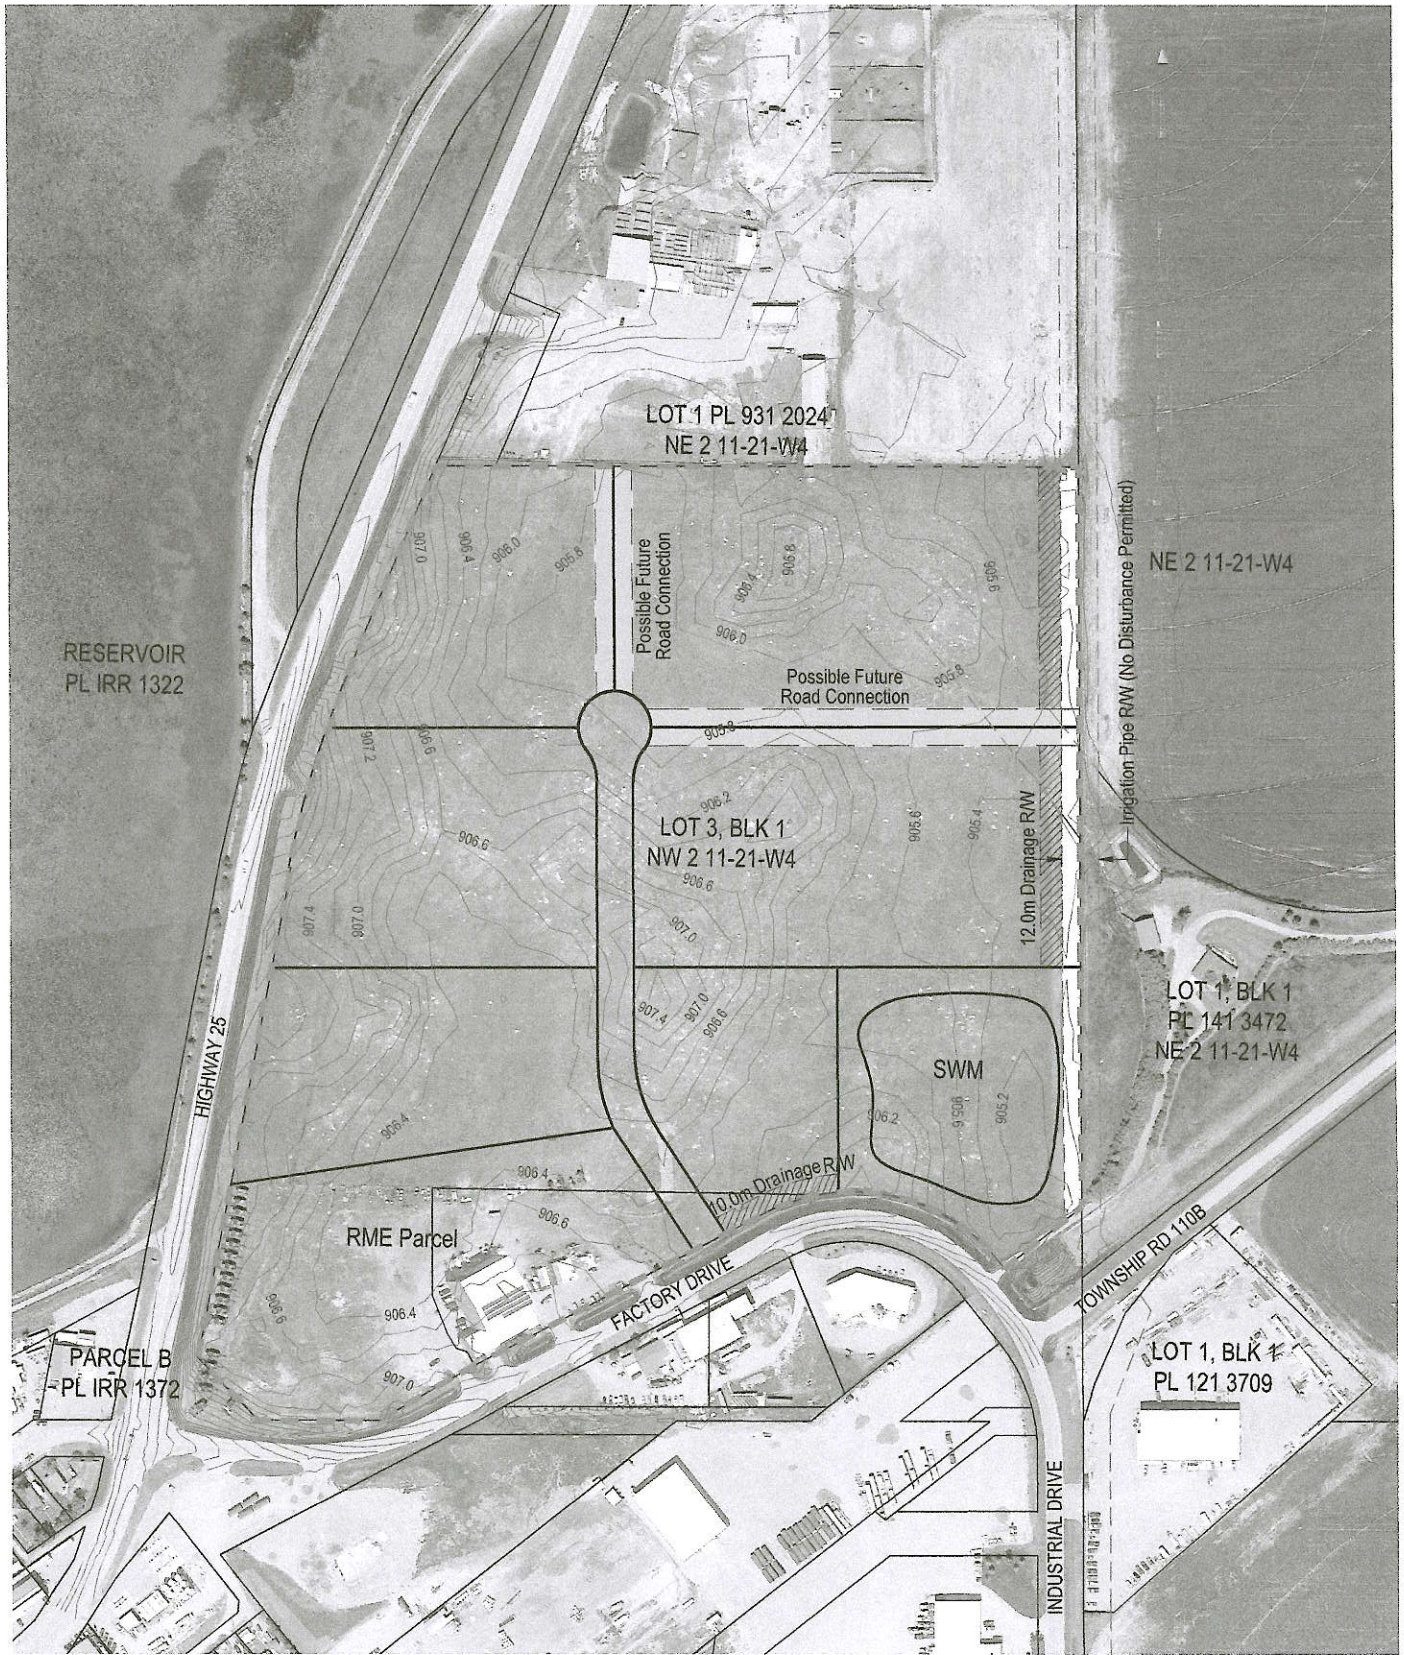 LOT 1 PL 931 2024
NE 2 11-21-W4
907.0
906.4
906.0
905.8
Possible Future
Road Connection
905.8
906.4
906.0
905.6
905.8
Irrigation Pipe R/W (No Disturbance Permitted)
NE 2 11-21-W4
RESERVOIR
PL IRR 1322
Possible Future
Road Connection
907.2
906.6
905.8
906.2
906.6
LOT 3, BLK 1
NW 2 11-21-W4
906.6
905.6
905.4
12.0m Drainage R/W
907.4
907.0
907.0
907.4
907.0
906.6
LOT 1, BLK 1
PL 141 3472
NE 2 11-21-W4
HIGHWAY 25
SWM
906.2
905.6
905.2
906.4
906.4
10.0m Drainage R/W
906.6
RME Parcel
FACTORY DRIVE
TOWNSHIP RD 110B
906.6
906.4
907.0
PARCEL B
PL IRR 1372
LOT 1, BLK 1
PL 121 3709
INDUSTRIAL DRIVE